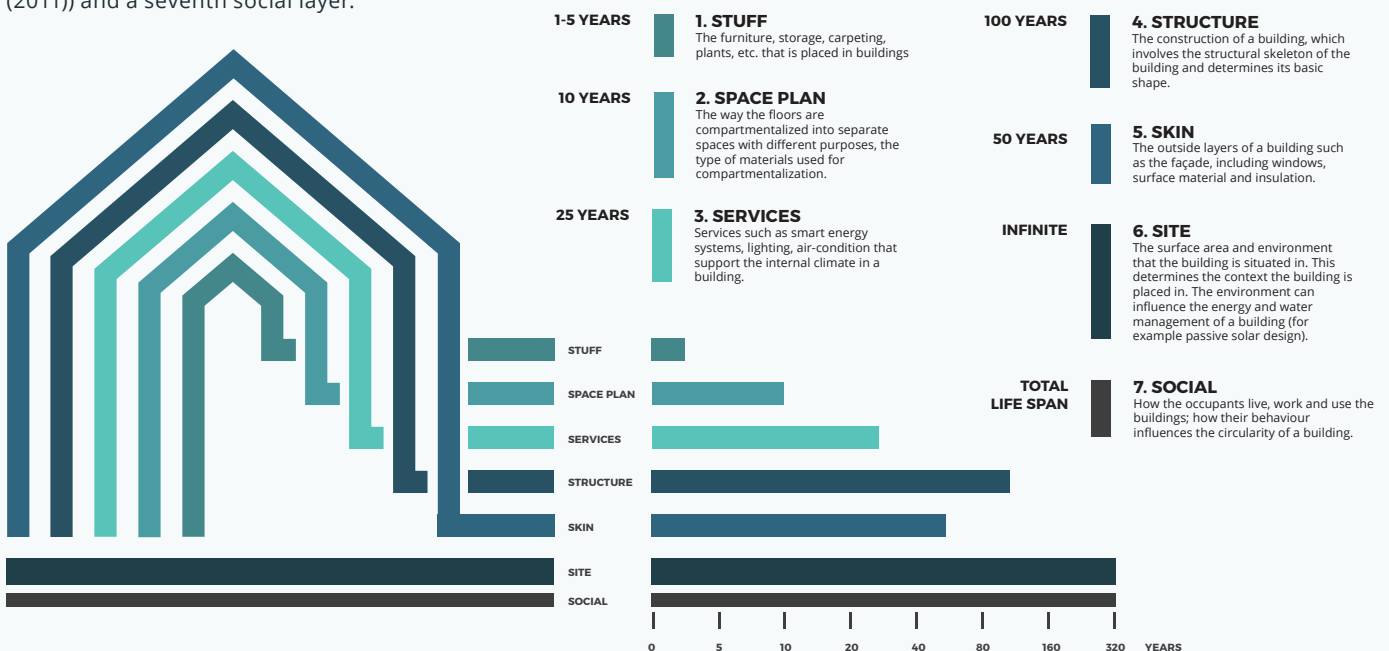 (2011)) and a seventh social layer.
1-5 YEARS
1. STUFF
The furniture, storage, carpeting,
plants, etc. that is placed in buildings
10 YEARS
2. SPACE PLAN
The way the floors are
compartmentalized into separate
spaces with different purposes, the
type of materials used for
compartmentalization.
25 YEARS
3. SERVICES
Services such as smart energy
systems, lighting, air-condition that
support the internal climate in a
building.
100 YEARS
4. STRUCTURE
The construction of a building, which
involves the structural skeleton of the
building and determines its basic
shape.
50 YEARS
5. SKIN
The outside layers of a building such
as the façade, including windows,
surface material and insulation.
INFINITE
6. SITE
The surface area and environment
that the building is situated in. This
determines the context the building is
placed in. The environment can
influence the energy and water
management of a building (for
example passive solar design).
TOTAL
LIFE SPAN
7. SOCIAL
How the occupants live, work and use the
buildings; how their behaviour
influences the circularity of a building.
STUFF
SPACE PLAN
SERVICES
STRUCTURE
SKIN
SITE
SOCIAL
0 5 10 20 40 80 160 320 YEARS